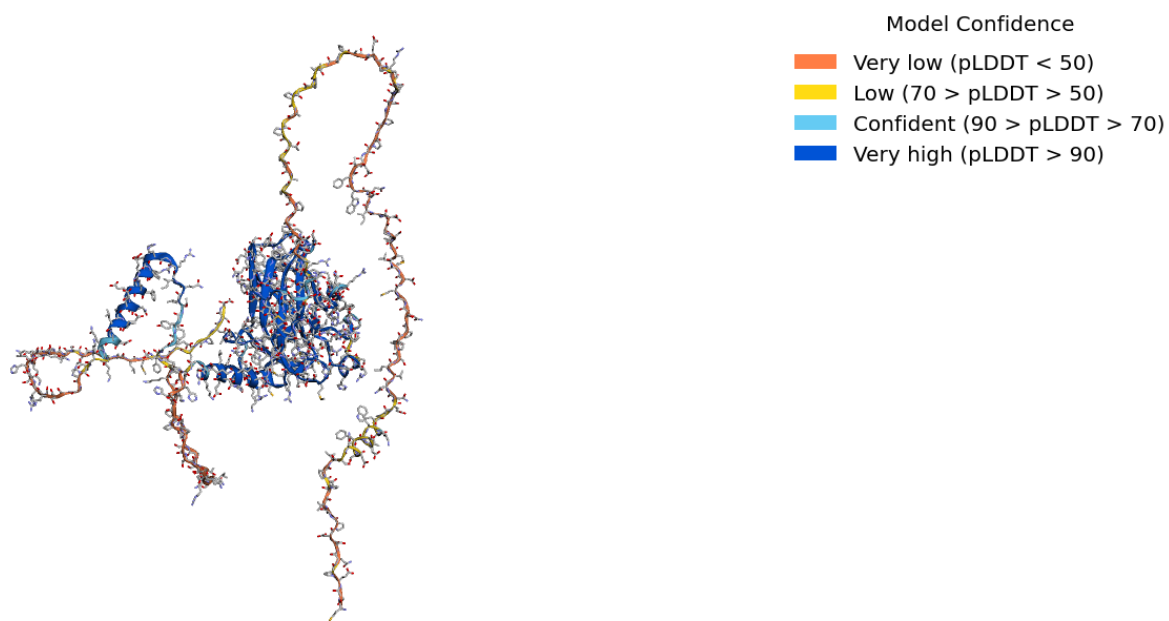 Model Confidence
Very low (pLDDT < 50)
Low (70 > pLDDT > 50)
Confident (90 > pLDDT > 70)
Very high (pLDDT > 90)